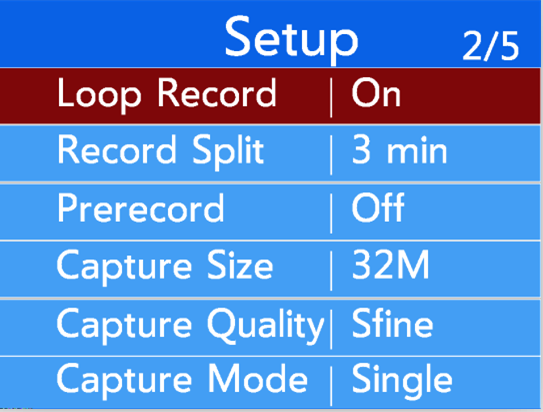 Setup 2/5
Loop Record | On
Record Split | 3 min
Prerecord | Off
Capture Size | 32M
Capture Quality | Sfine
Capture Mode | Single